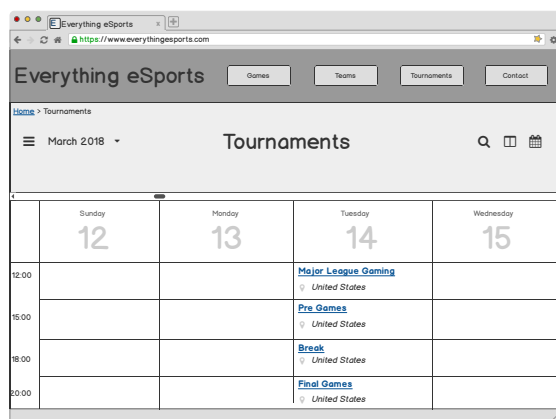 Everything eSports
https://www.everythingesports.com
Everything eSports
Games
Teams
Tournaments
Contact
Home > Tournaments
March 2018
Tournaments
Sunday
12
Monday
13
Tuesday
14
Wednesday
15
12:00
Major League Gaming
United States
15:00
Pre Games
United States
18:00
Break
United States
20:00
Final Games
United States